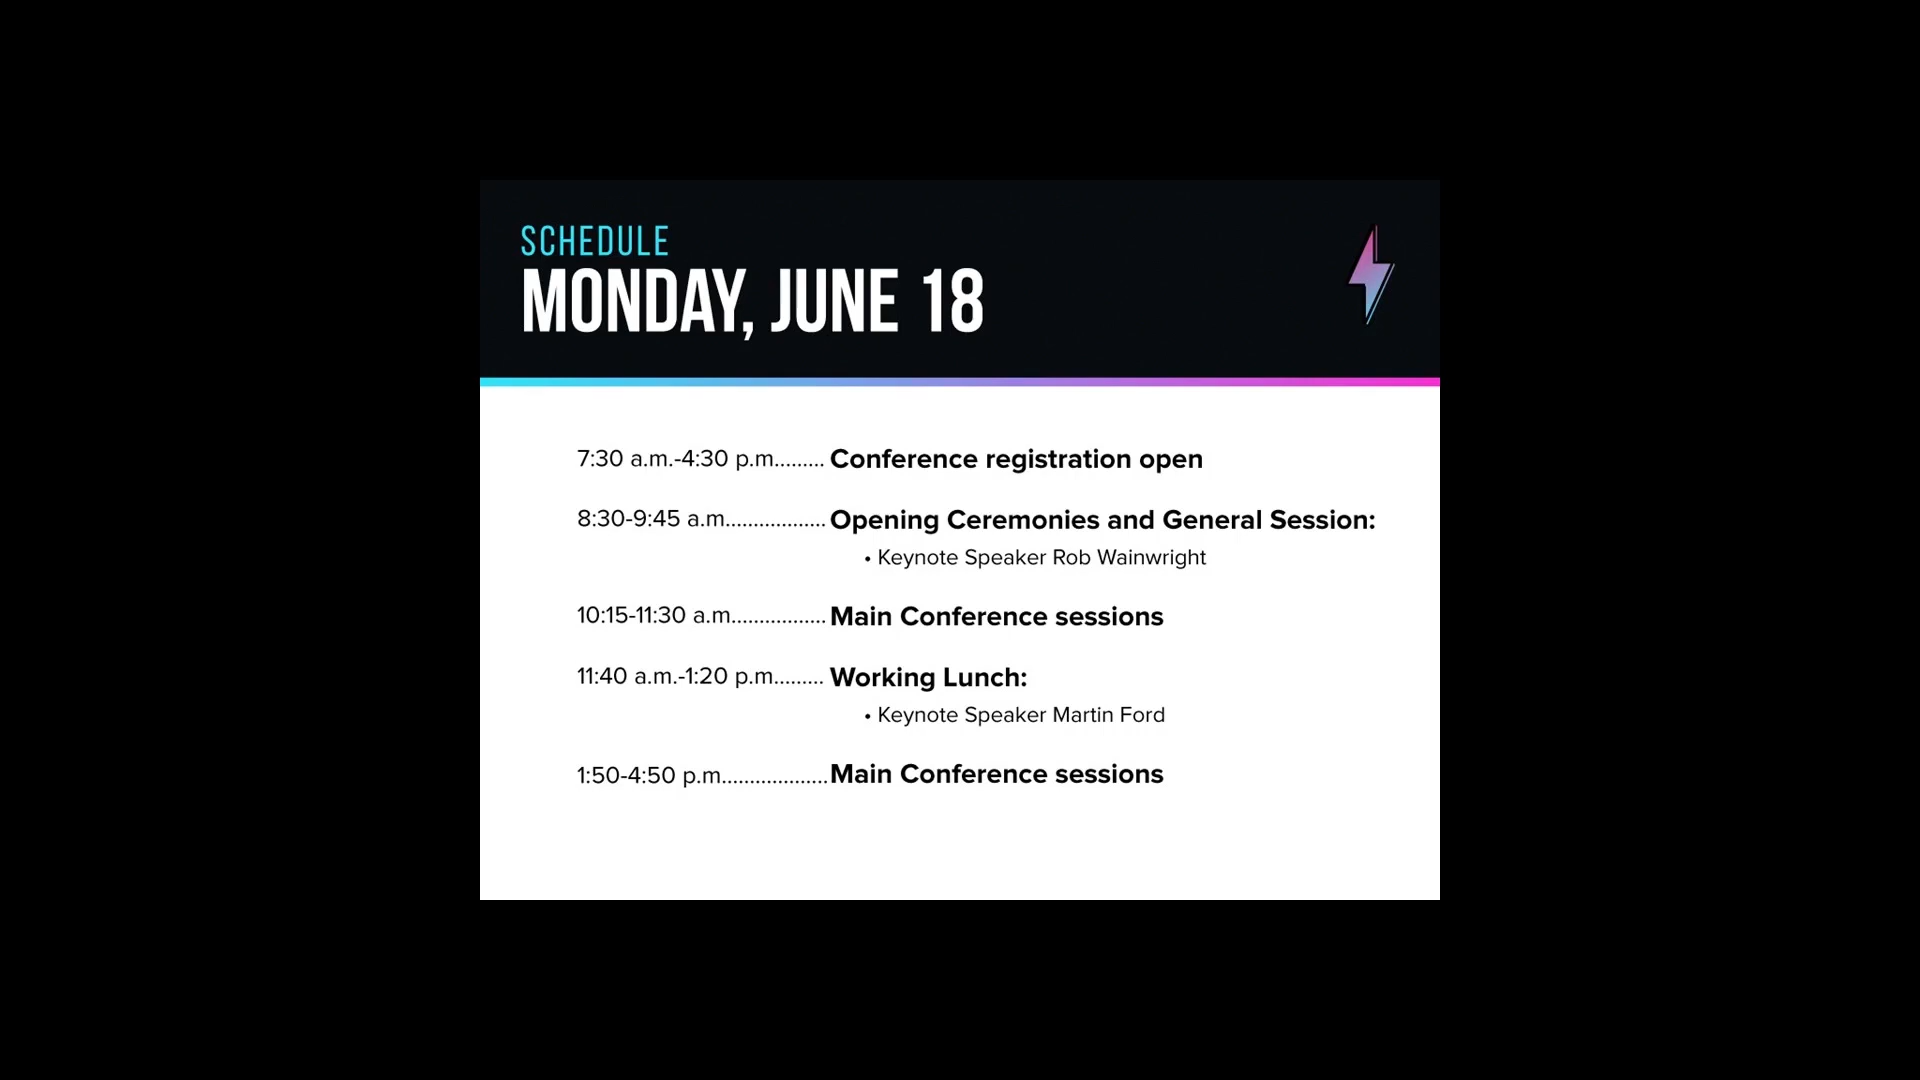 SCHEDULE
MONDAY, JUNE 18
7:30 a.m.-4:30 p.m......... Conference registration open
8:30-9:45 a.m.................. Opening Ceremonies and General Session:
• Keynote Speaker Rob Wainwright
10:15-11:30 a.m................. Main Conference sessions
11:40 a.m.-1:20 p.m......... Working Lunch:
• Keynote Speaker Martin Ford
1:50-4:50 p.m................... Main Conference sessions